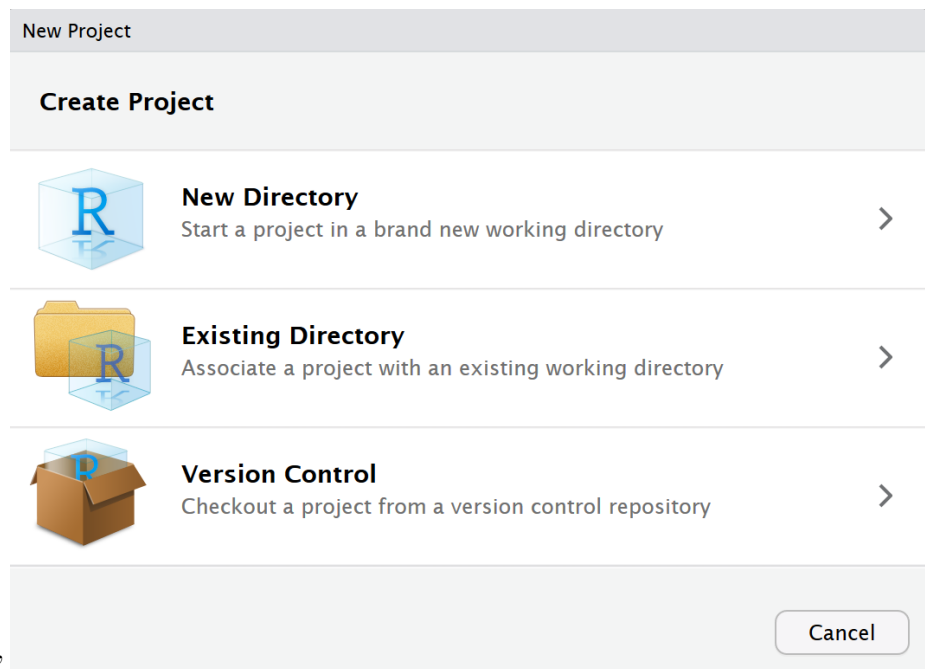 New Project
Create Project
R
New Directory
Start a project in a brand new working directory
R
Existing Directory
Associate a project with an existing working directory
R
Version Control
Checkout a project from a version control repository
Cancel
,